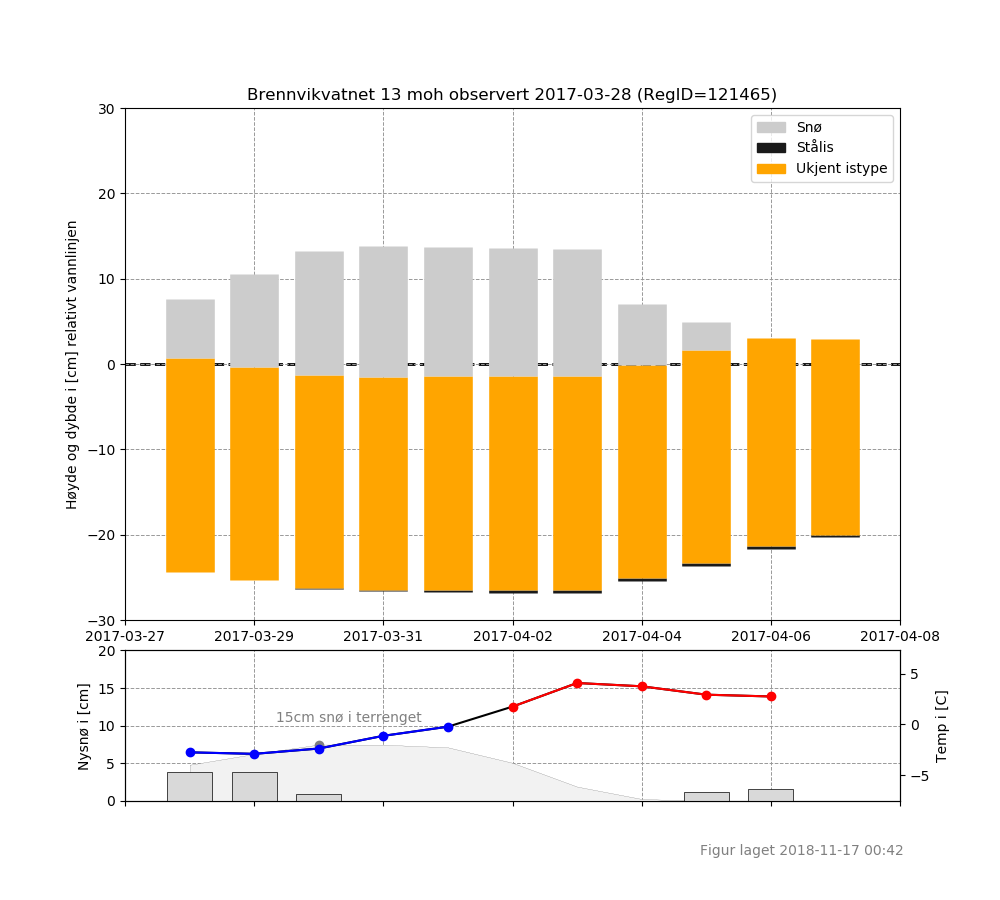 Brennvikvatnet 13 moh observert 2017-03-28 (RegID=121465)
Snø
Stålis
Ukjent istype
Høyde og dybde i [cm] relativt vannlinjen
30
20
10
0
−10
−20
−30
2017-03-27 2017-03-29 2017-03-31 2017-04-02 2017-04-04 2017-04-06 2017-04-08
Nysnø i [cm]
20
15
10
5
0
15cm snø i terrenget
5
0
−5
Temp i [C]
Figur laget 2018-11-17 00:42